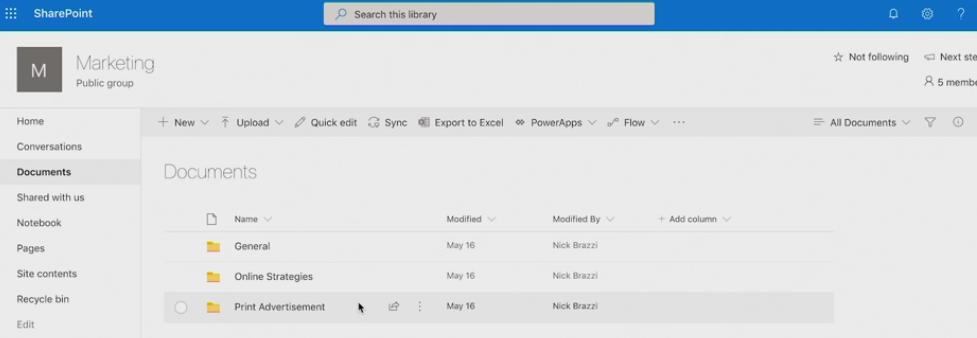 SharePoint
Search this library
M
Marketing
Public group
Not following
Next ste
5 membe
Home
Conversations
Documents
Shared with us
Notebook
Pages
Site contents
Recycle bin
Edit
+ New Upload Quick edit Sync Export to Excel PowerApps Flow ··· All Documents
Documents
Name Modified Modified By + Add column
General May 16 Nick Brazzi
Online Strategies May 16 Nick Brazzi
Print Advertisement May 16 Nick Brazzi